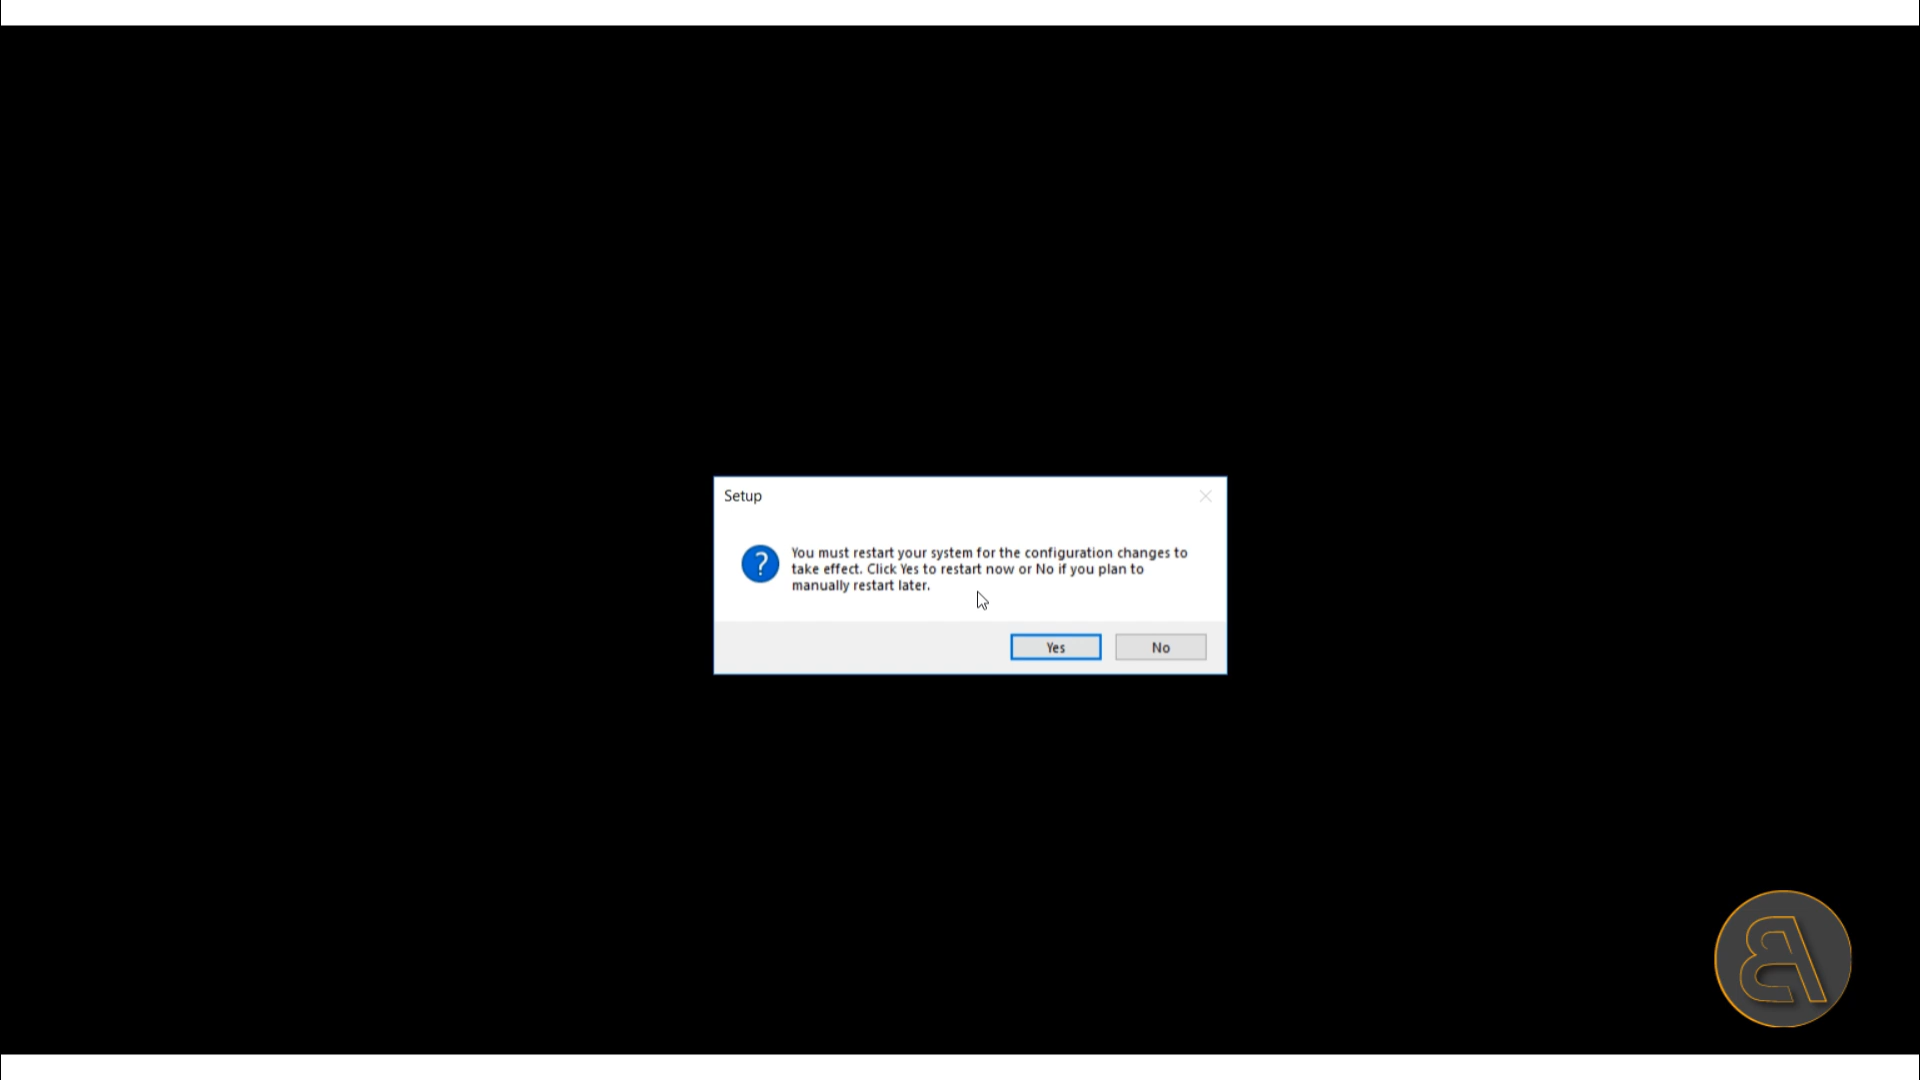 Setup
You must restart your system for the configuration changes to
take effect. Click Yes to restart now or No if you plan to
manually restart later.
Yes
No